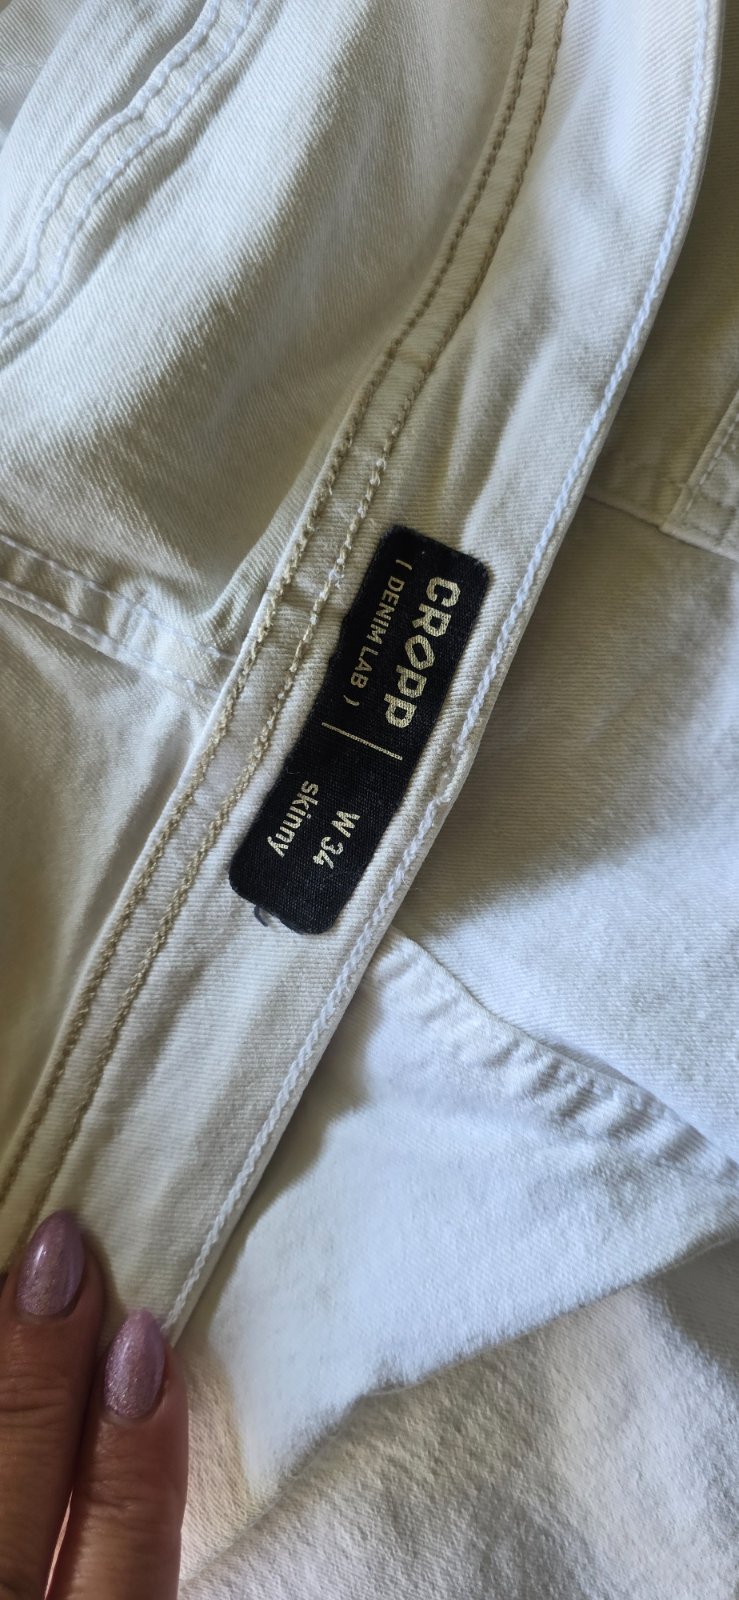 CROPP
( DENIM LAB )
W 34
skinny